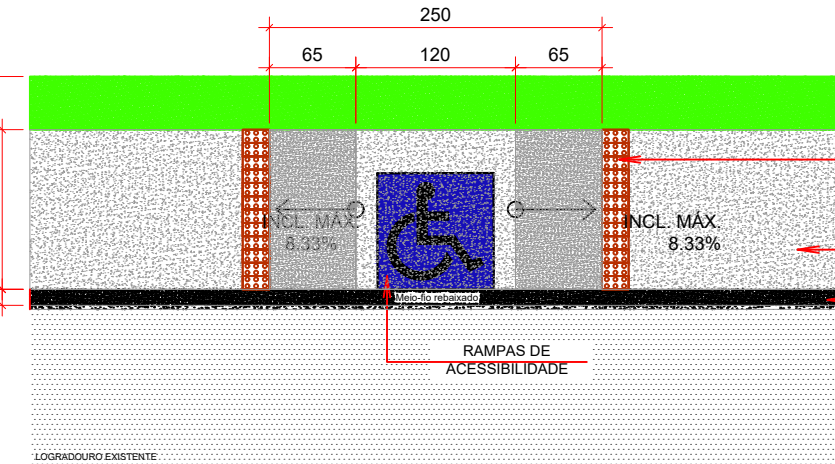 250
65
120
65
INCL. MÁX.
8.33%
INCL. MÁX.
8.33%
Meio-fio rebaixado
RAMPAS DE
ACESSIBILIDADE
LOGRADOURO EXISTENTE